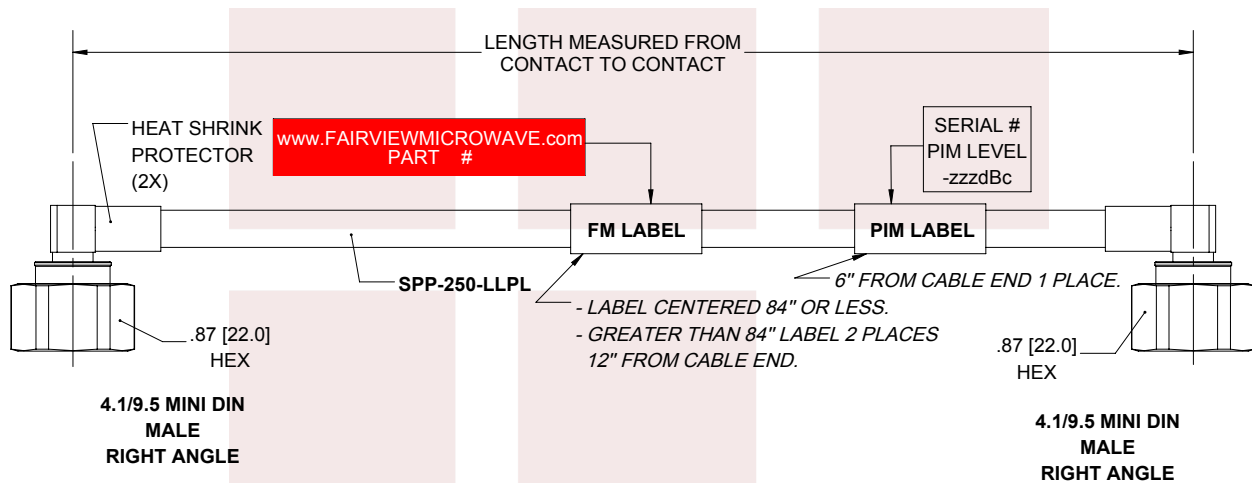 LENGTH MEASURED FROM
CONTACT TO CONTACT
HEAT SHRINK
PROTECTOR
(2X)
www.FAIRVIEWMICROWAVE.com
PART #
SERIAL #
PIM LEVEL
-zzzdBc
FM LABEL
PIM LABEL
SPP-250-LLPL
6" FROM CABLE END 1 PLACE.
- LABEL CENTERED 84" OR LESS.
- GREATER THAN 84" LABEL 2 PLACES
12" FROM CABLE END.
.87 [22.0]
HEX
.87 [22.0]
HEX
4.1/9.5 MINI DIN
MALE
RIGHT ANGLE
4.1/9.5 MINI DIN
MALE
RIGHT ANGLE